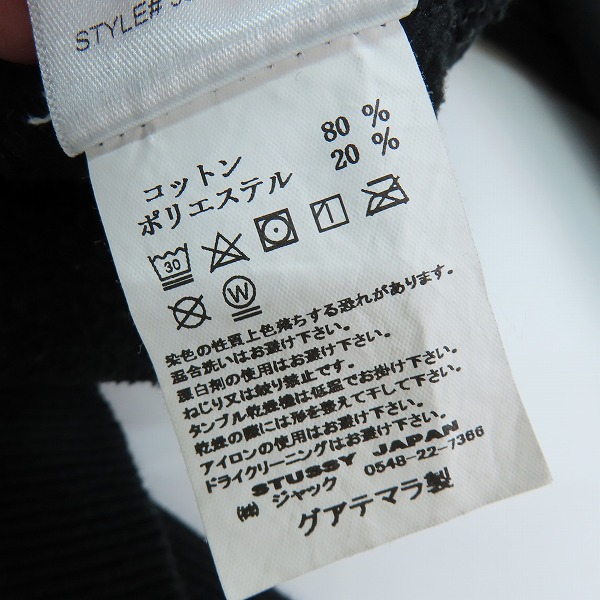 STYLE#
コットン 80 %
ポリエステル 20 %
30
W
染色の性質上色落ちする恐れがあります。
混合洗いはお避け下さい。
漂白剤の使用はお避け下さい。
ねじり又は絞り禁止です。
タンブル乾燥機は低温でお掛け下さい。
乾燥の際には形を整えて干して下さい。
アイロンの使用はお避け下さい。
ドライクリーニングはお避け下さい。
STUSSY JAPAN
㈱ ジャック 0548-22-7366
グアテマラ製